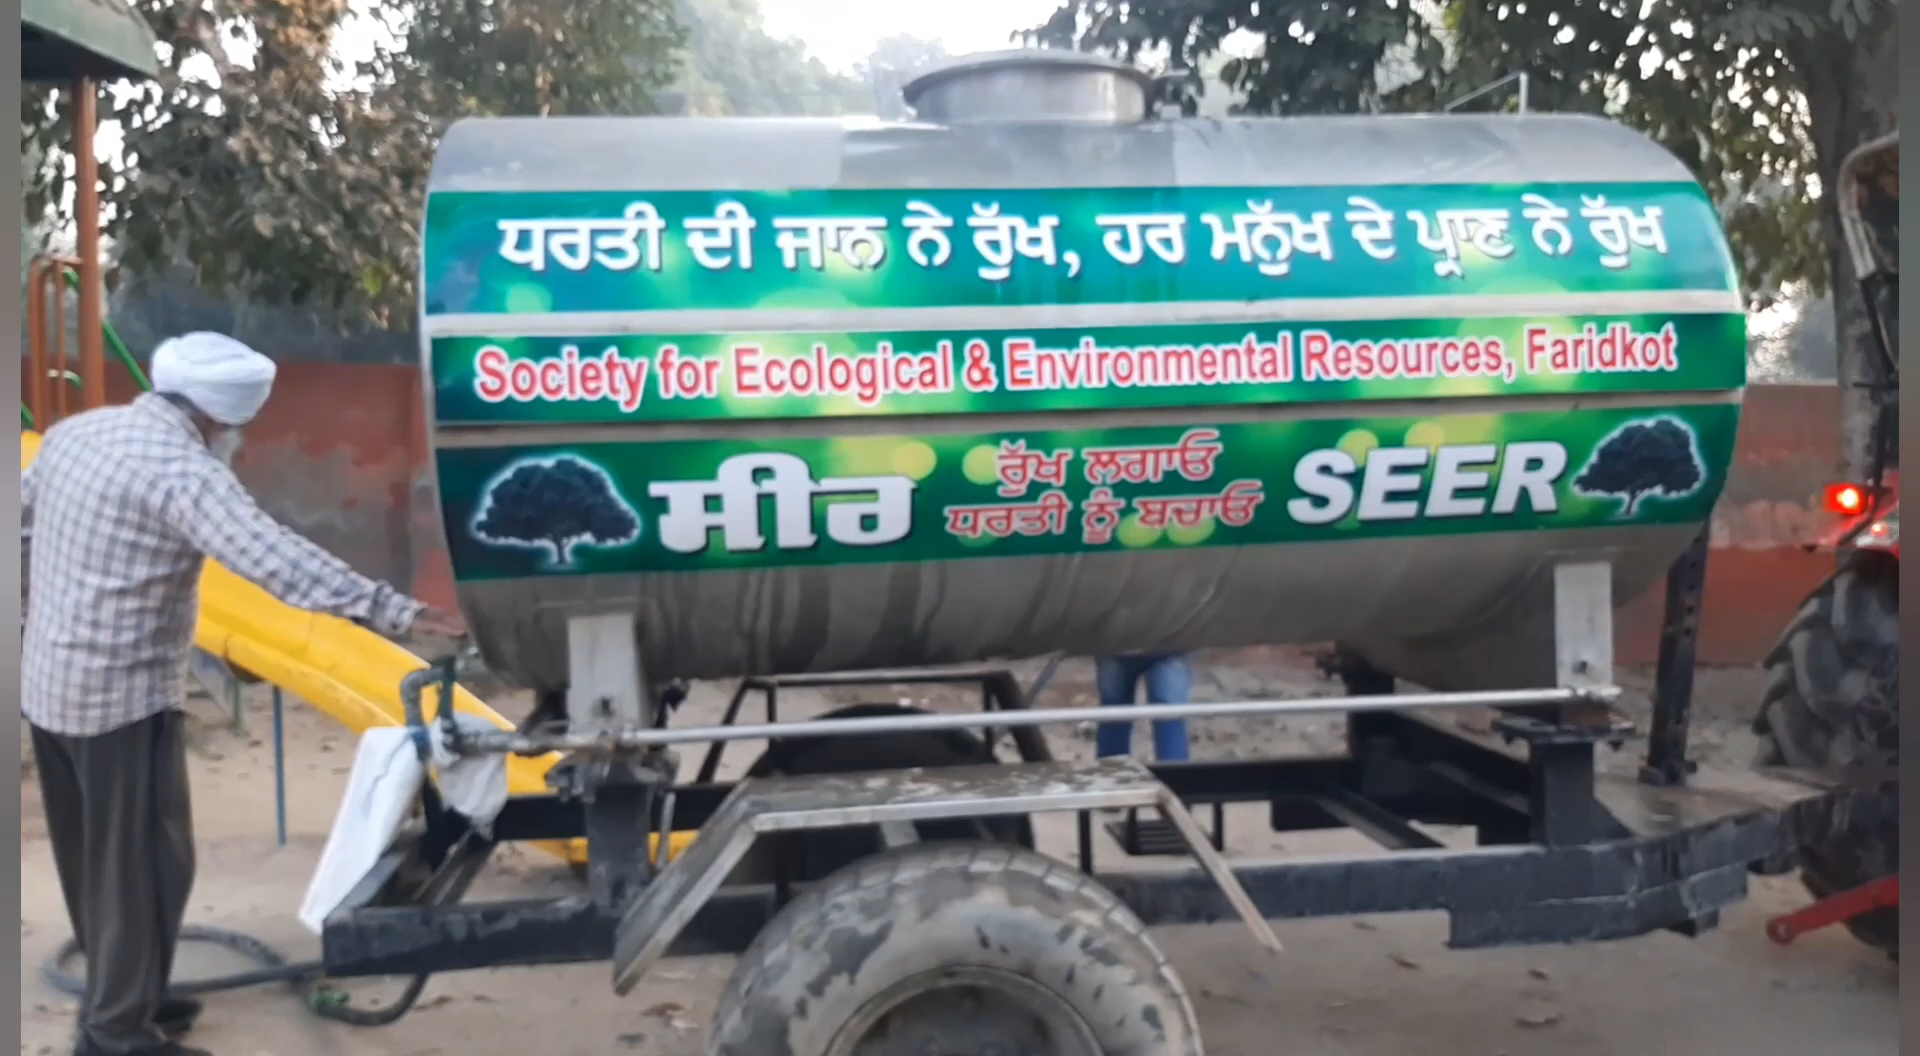 ਧਰਤੀ ਦੀ ਜਾਨ ਨੇ ਰੁੱਖ, ਹਰ ਮਨੁੱਖ ਦੇ ਪ੍ਰਾਣ ਨੇ ਰੁੱਖ
Society for Ecological & Environmental Resources, Faridkot
ਸੀਰ ਰੁੱਖ ਲਗਾਓ SEER
ਧਰਤੀ ਨੂੰ ਬਚਾਓ